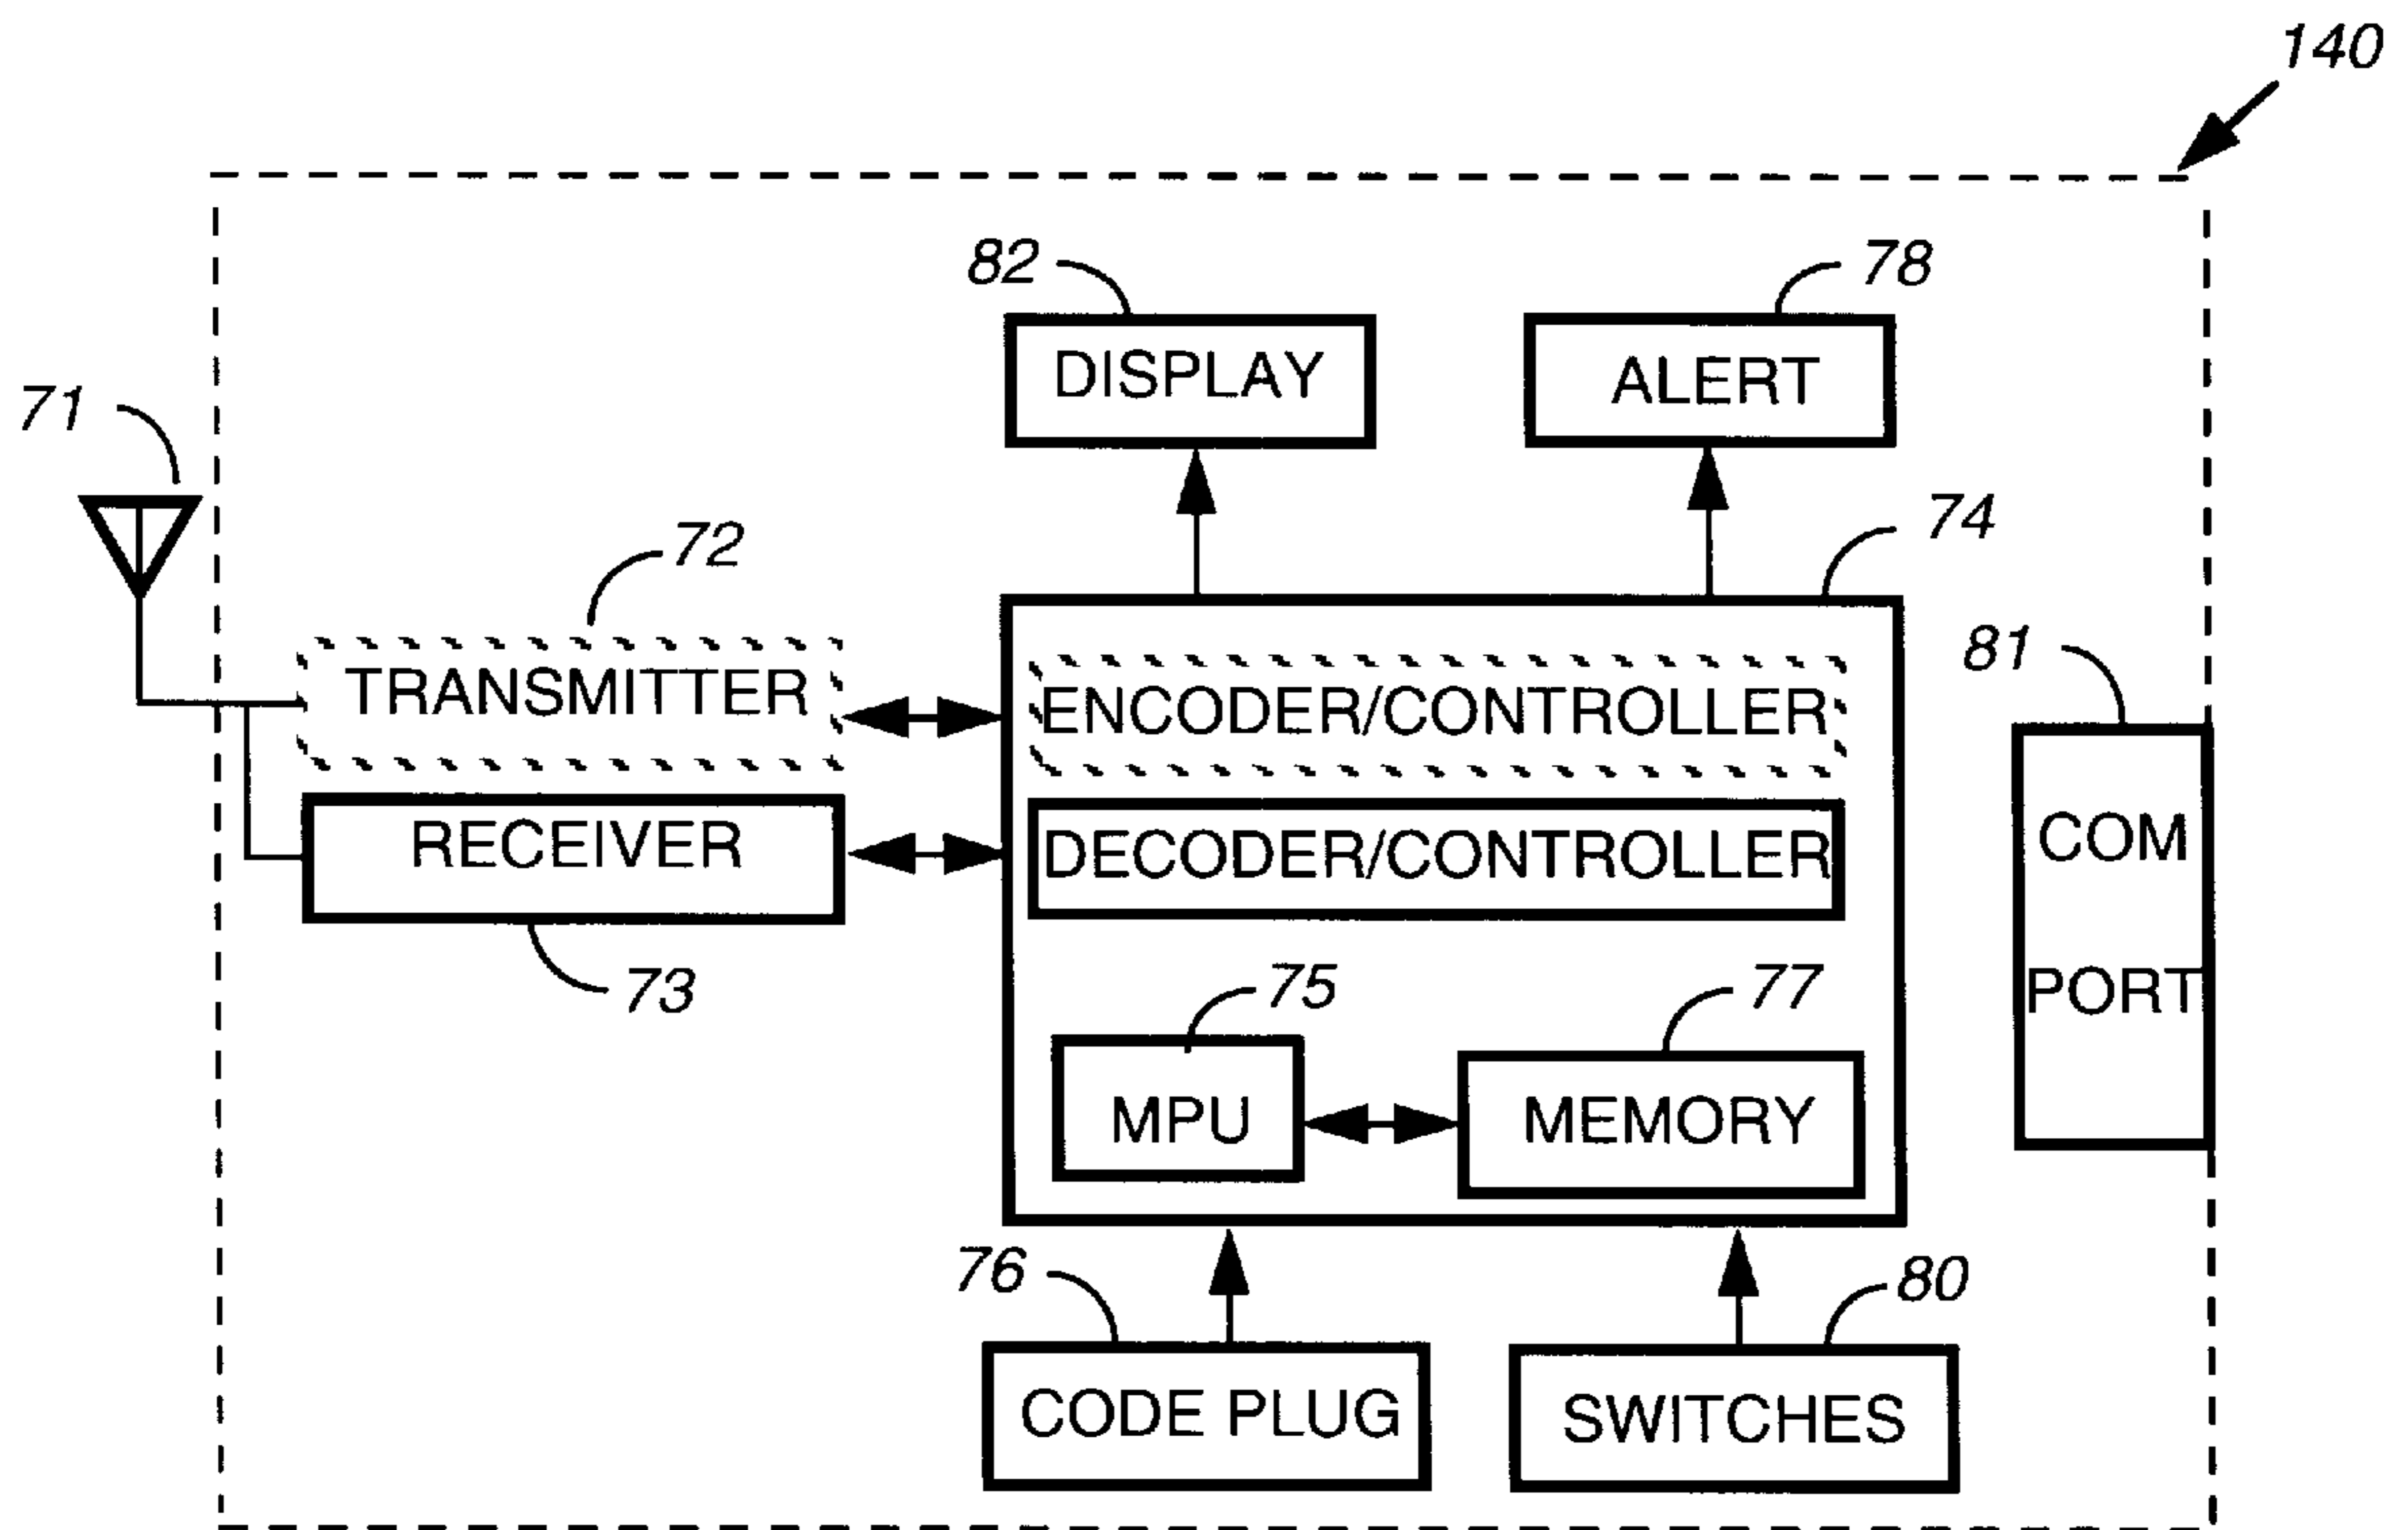 140
82
78
DISPLAY
ALERT
71
72
74
TRANSMITTER
ENCODER/CONTROLLER
81
RECEIVER
DECODER/CONTROLLER
COM
PORT
73
75
77
MPU
MEMORY
76
80
CODE PLUG
SWITCHES